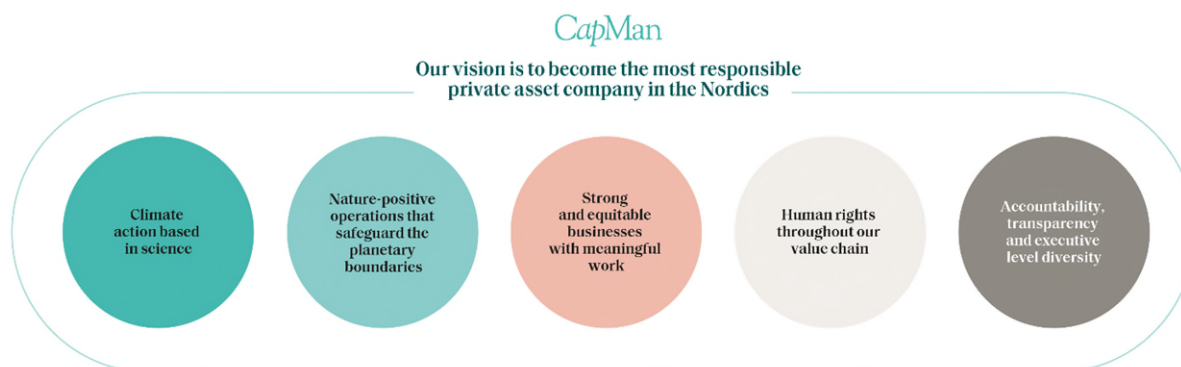 CapMan
Our vision is to become the most responsible
private asset company in the Nordics
Climate
action based
in science
Nature-positive
operations that
safeguard the
planetary
boundaries
Strong
and equitable
businesses
with meaningful
work
Human rights
throughout our
value chain
Accountability,
transparency
and executive
level diversity